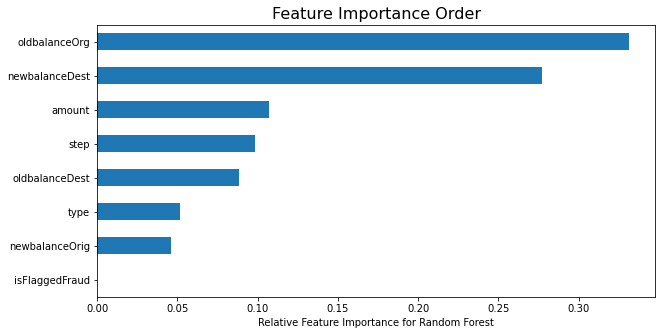 Feature Importance Order
oldbalanceOrg
newbalanceDest
amount
step
oldbalanceDest
type
newbalanceOrig
isFlaggedFraud
0.00 0.05 0.10 0.15 0.20 0.25 0.30
Relative Feature Importance for Random Forest